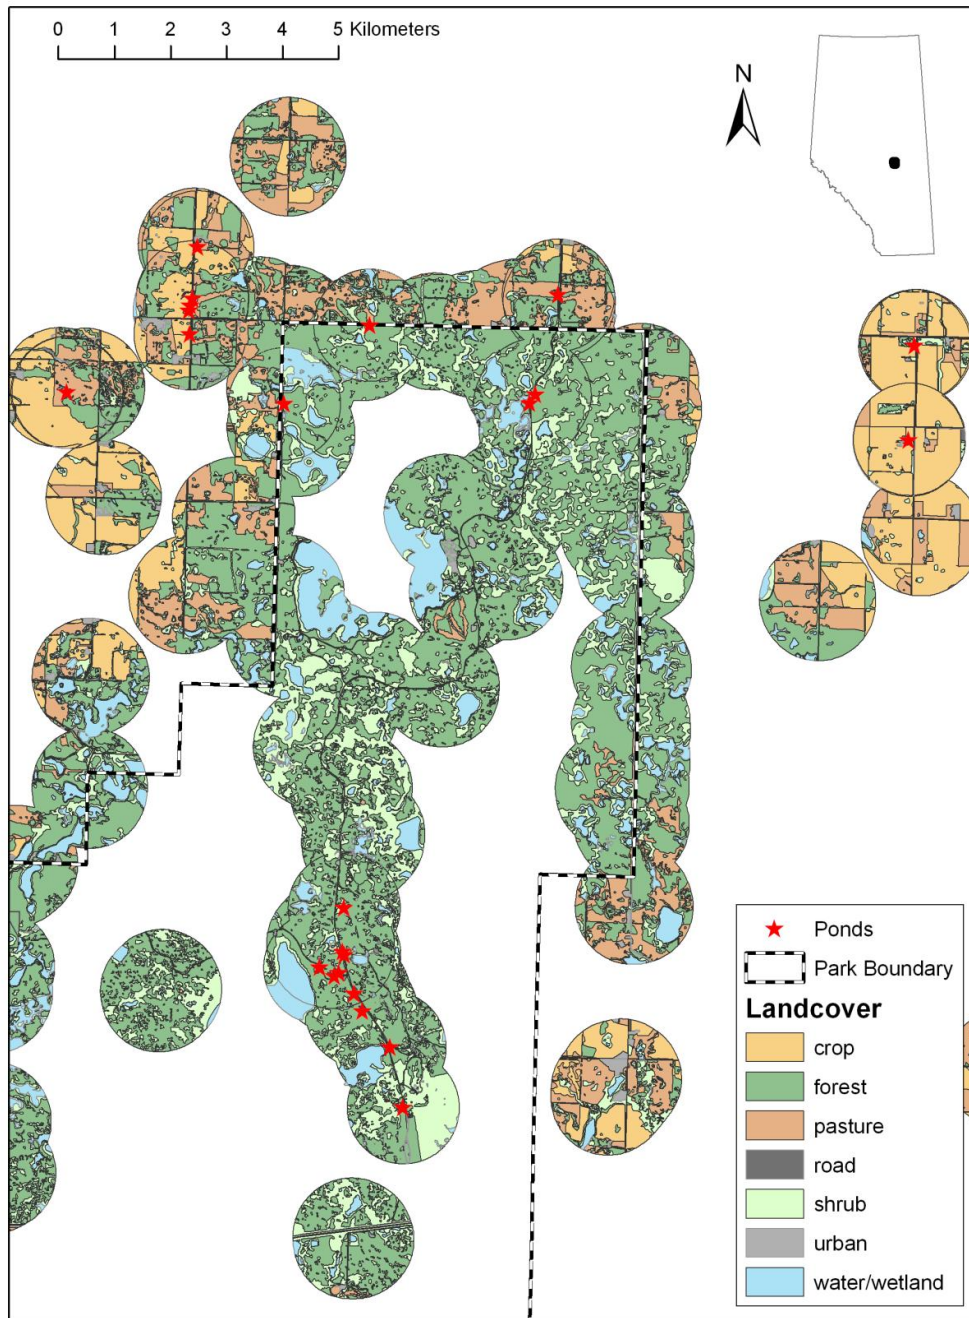 0 1 2 3 4 5 Kilometers
N
Ponds
Park Boundary
Landcover
crop
forest
pasture
road
shrub
urban
water/wetland